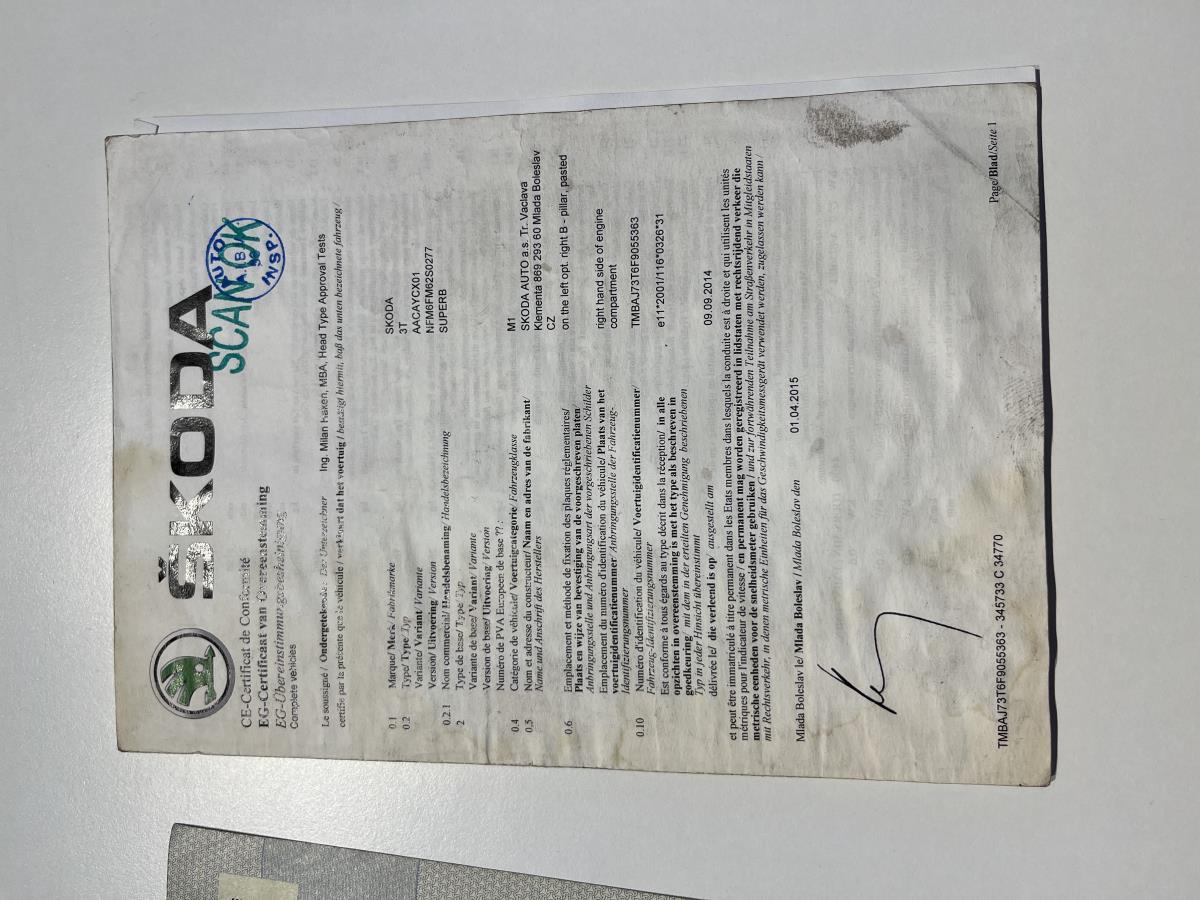 ŠKODA
SCAN OK
AUTO
INSP.
CE-Certificat de Conformité
EG-Certificaat van Overeenstemming
EG-Übereinstimmungsbescheinigung
Complete vehicles
Le soussigné / Ondergetekende / Der Unterzeichner Ing. Milan Haken, MBA, Head Type Approval Tests
certifie par la présente que le véhicule / verklaart dat het voertuig / bestätigt hiermit, daß das unten bezeichnete fahrzeug /
0.1 Marque/ Merk/ Fabrikmarke SKODA
0.2 Type/ Type/ Typ 3T
Variante/ Variant/ Variante AACAYCX01
Version/ Uitvoering/ Version NFM6FM62S0277
0.2.1 Nom commercial/ Handelsbenaming/ Handelsbezeichnung SUPERB
2 Type de base/ Type/ Typ
Variante de base/ Variant/ Variante
Version de base/ Uitvoering/ Version
Numéro de PVA Europeen de base ??.:
0.4 Catégorie de véhicule/ Voertuigcategorie/ Fahrzeugklasse M1
0.5 Nom et adresse du constructeur/ Naam en adres van de fabrikant/ SKODA AUTO a.s. Tr. Vaclava
Name und Anschrift des Herstellers Klementa 869 293 60 Mlada Boleslav
CZ
0.6 Emplacement et méthode de fixation des plaques réglementaires/ on the left opt. right B - pillar, pasted
Plaats en wijze van bevestiging van de voorgeschreven platen
Anbringungsstelle und Anbringungsart der vorgeschriebenen Schilder
Emplacement du numéro d'identification du véhicule/ Plaats van het right hand side of engine
voertuigidentificatienummer/ Anbringungsstelle der Fahrzeug- compartment
Identifizierungsnummer
0.10 Numéro d'identification du véhicule/ Voertuigidentificatienummer/ TMBAJ73T6F9055363
Fahrzeug-Identifizierungsnummer
Est conforme à tous égards au type décrit dans la réception/ in alle e11*2001/116*0326*31
opzichten in overeenstemming is met het type als beschreven in
goedkeuring/ mit dem in der erteilten Genehmigung beschriebenen
Typ in jeder Hinsicht übereinstimmt
délivrée le/ die verleend is op/ ausgestellt am 09.09.2014
et peut être immatriculé à titre permanent dans les Etats membres dans lesquels la conduite est à droite et qui utilisent les unités
métriques pour l'indicateur de vitesse / en permanent mag worden geregistreerd in lidstaten met rechtsrijdend verkeer die
metrische eenheden voor de snelheidsmeter gebruiken / und zur fortwährenden Teilnahme am Straßenverkehr in Mitgleidstaaten
mit Rechtsverkehr, in denen metrische Einheiten für das Geschwindigkeitsmessgerdt verwendet werden, zugelassen werden kann /
Mlada Boleslav le/ Mlada Boleslav / Mlada Boleslav den 01.04.2015
TMBAJ73T6F9055363 - 345733 C 34770 Page/Blad/Seite 1